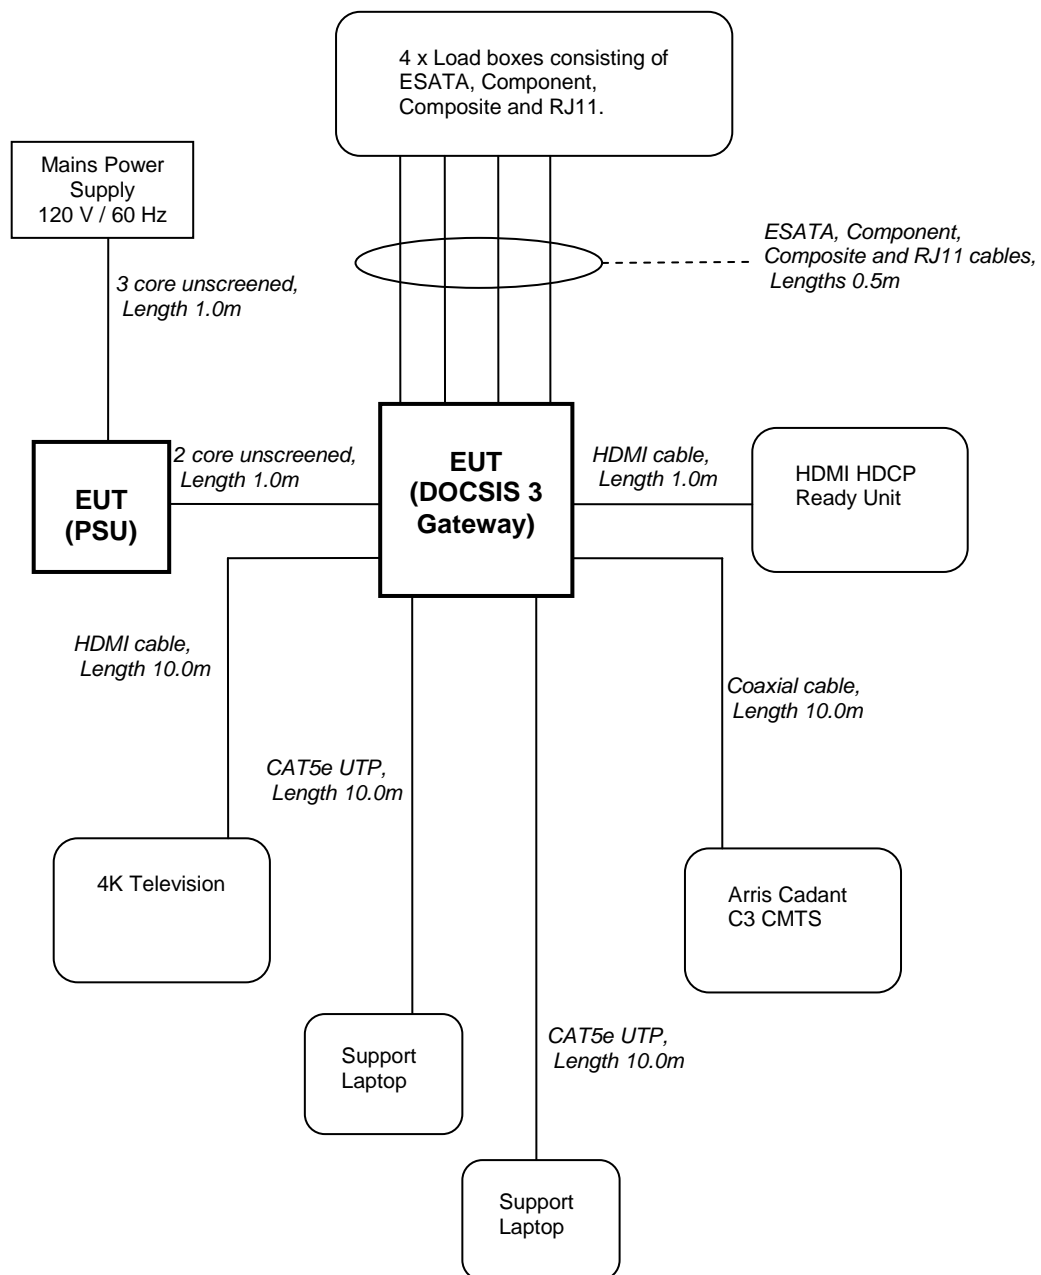 4 x Load boxes consisting of
ESATA, Component,
Composite and RJ11.
Mains Power
Supply
120 V / 60 Hz
ESATA, Component,
Composite and RJ11 cables,
Lengths 0.5m
3 core unscreened,
Length 1.0m
2 core unscreened,
Length 1.0m
EUT
(PSU)
EUT
(DOCSIS 3
Gateway)
HDMI cable,
Length 1.0m
HDMI HDCP
Ready Unit
HDMI cable,
Length 10.0m
Coaxial cable,
Length 10.0m
CAT5e UTP,
Length 10.0m
4K Television
Arris Cadant
C3 CMTS
Support
Laptop
CAT5e UTP,
Length 10.0m
Support
Laptop